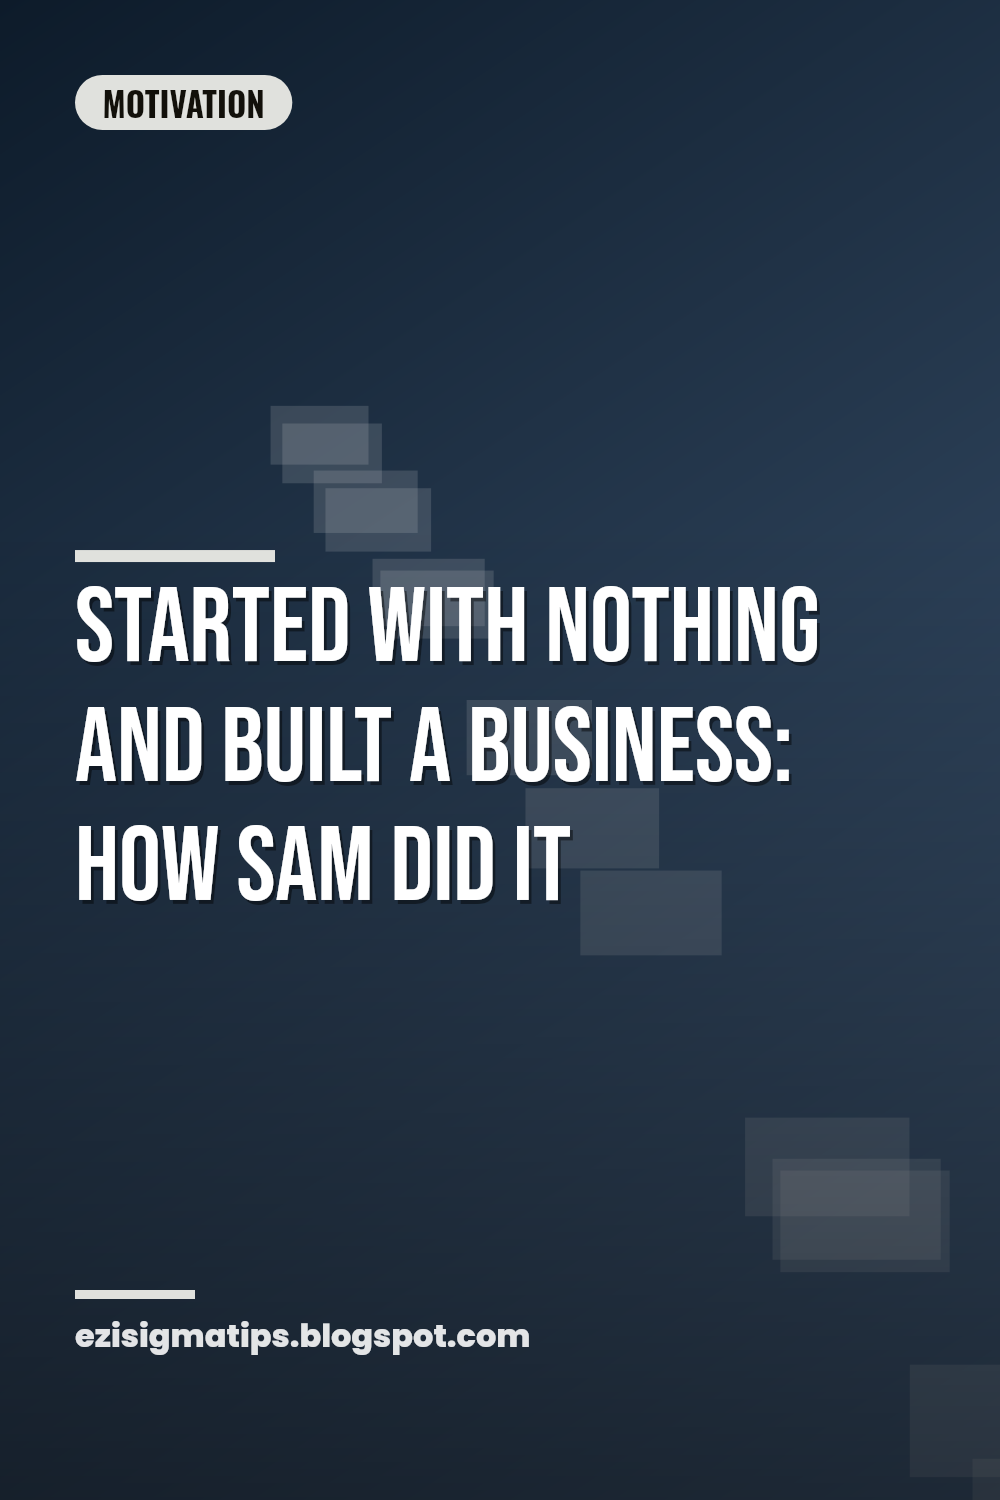 MOTIVATION
STARTED WITH NOTHING
AND BUILT A BUSINESS:
HOW SAM DID IT
ezisigmatips.blogspot.com